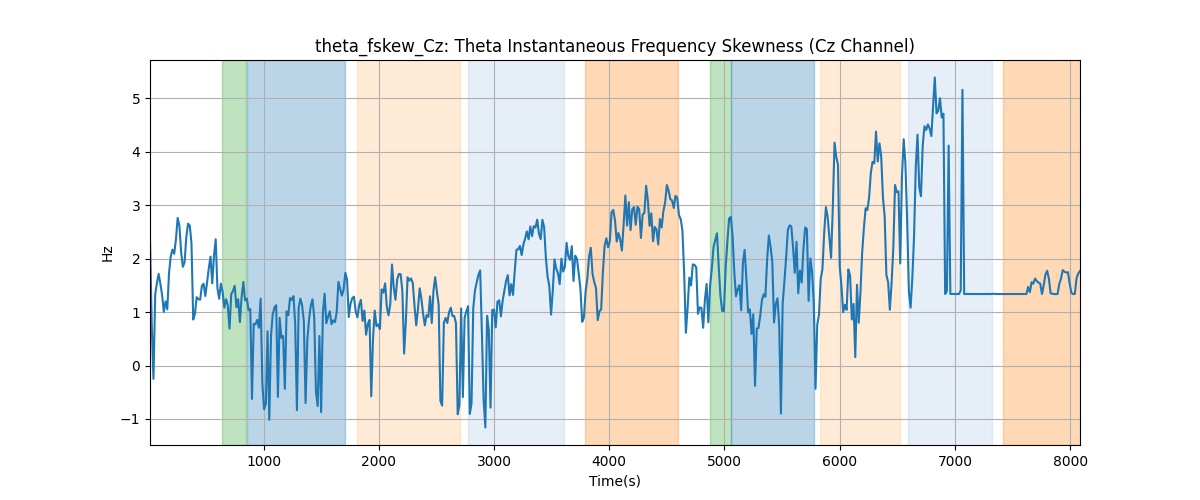 theta_fskew_Cz: Theta Instantaneous Frequency Skewness (Cz Channel)
Hz
5
4
3
2
1
0
−1
1000 2000 3000 4000 5000 6000 7000 8000
Time(s)